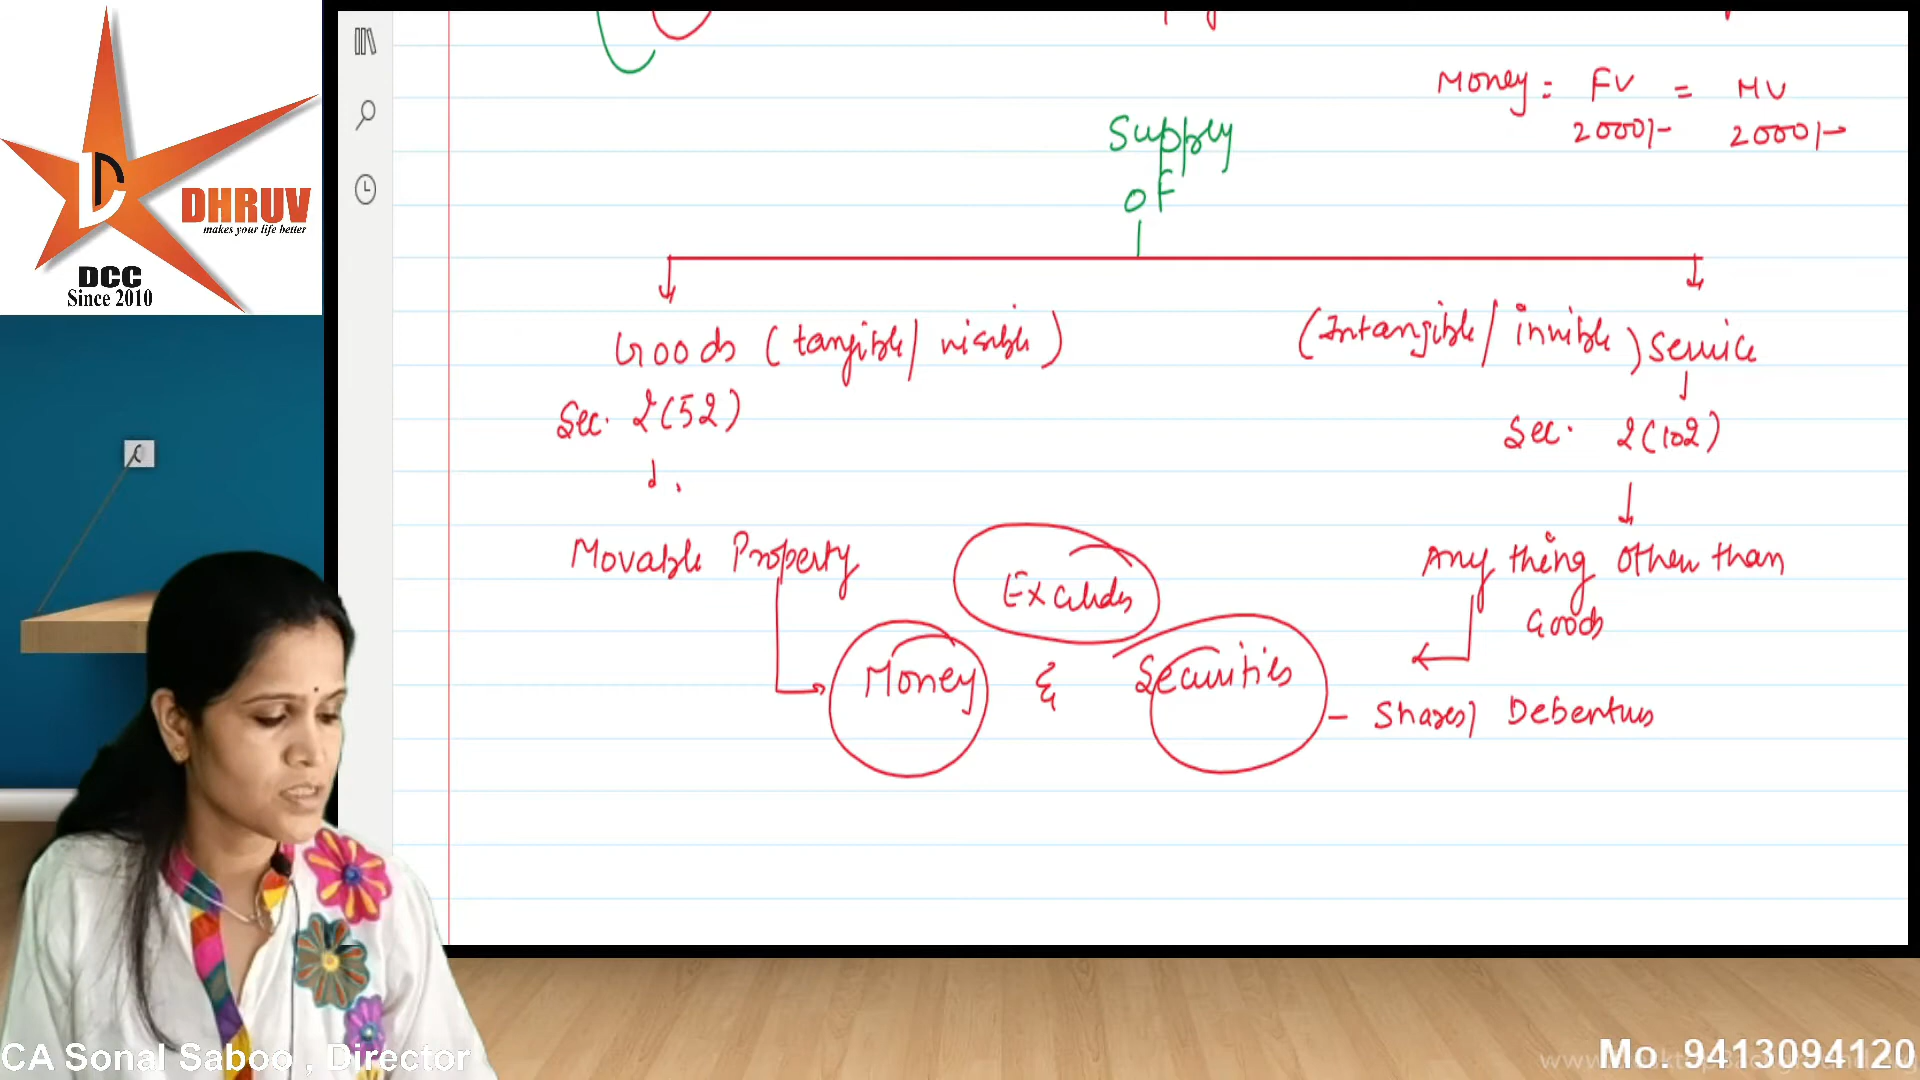 DHRUV
makes your life better
DCC
Since 2010
Money: FV = MV
2000/- 2000/-
Supply
OF
Goods (tangible/ visible)
(Intangible/ invisible) Service
Sec. 2(52)
Sec. 2(102)
Movable Property
Excludes
Any thing other than
Goods
Money & Securities
- Shares, Debentures
CA Sonal Saboo , Director
Mo. 9413094120